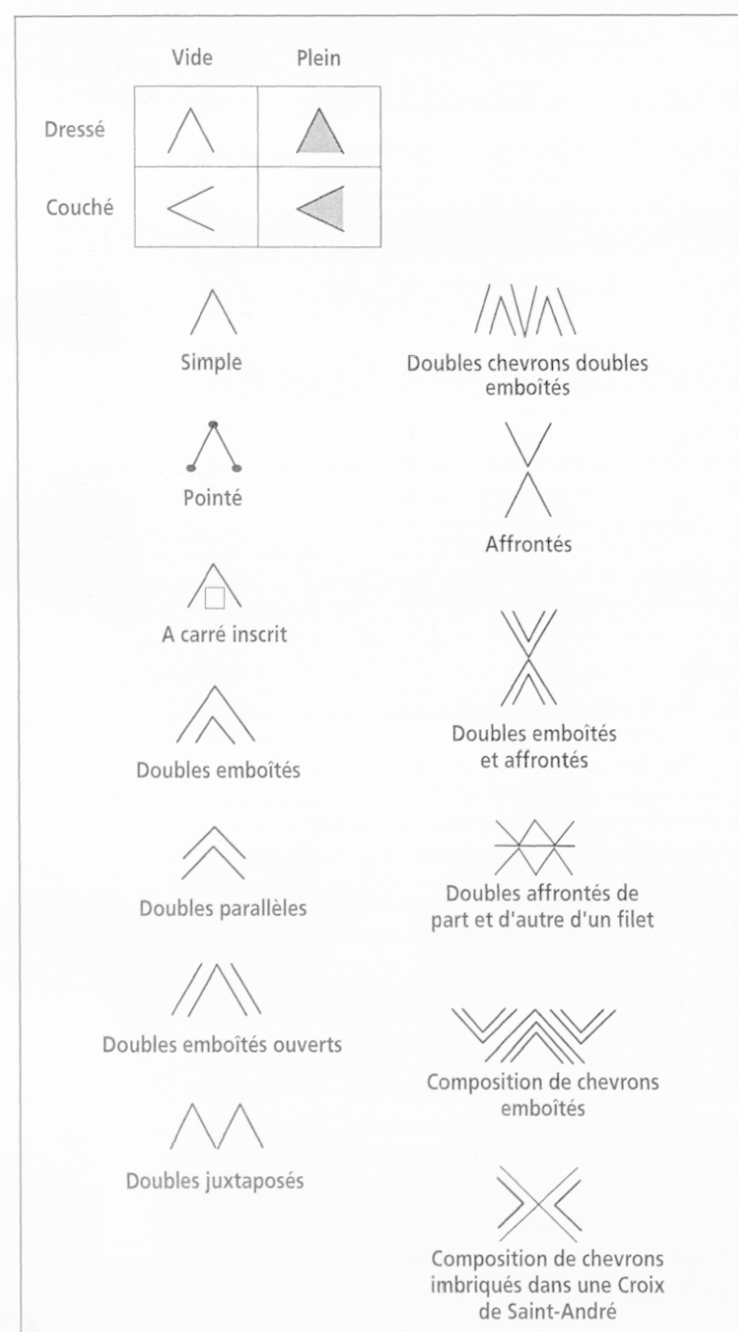 Vide Plein
Dressé
Couché
Simple
Pointé
A carré inscrit
Doubles emboîtés
Doubles parallèles
Doubles emboîtés ouverts
Doubles juxtaposés
Doubles chevrons doubles
emboîtés
Affrontés
Doubles emboîtés
et affrontés
Doubles affrontés de
part et d'autre d'un filet
Composition de chevrons
emboîtés
Composition de chevrons
imbriqués dans une Croix
de Saint-André